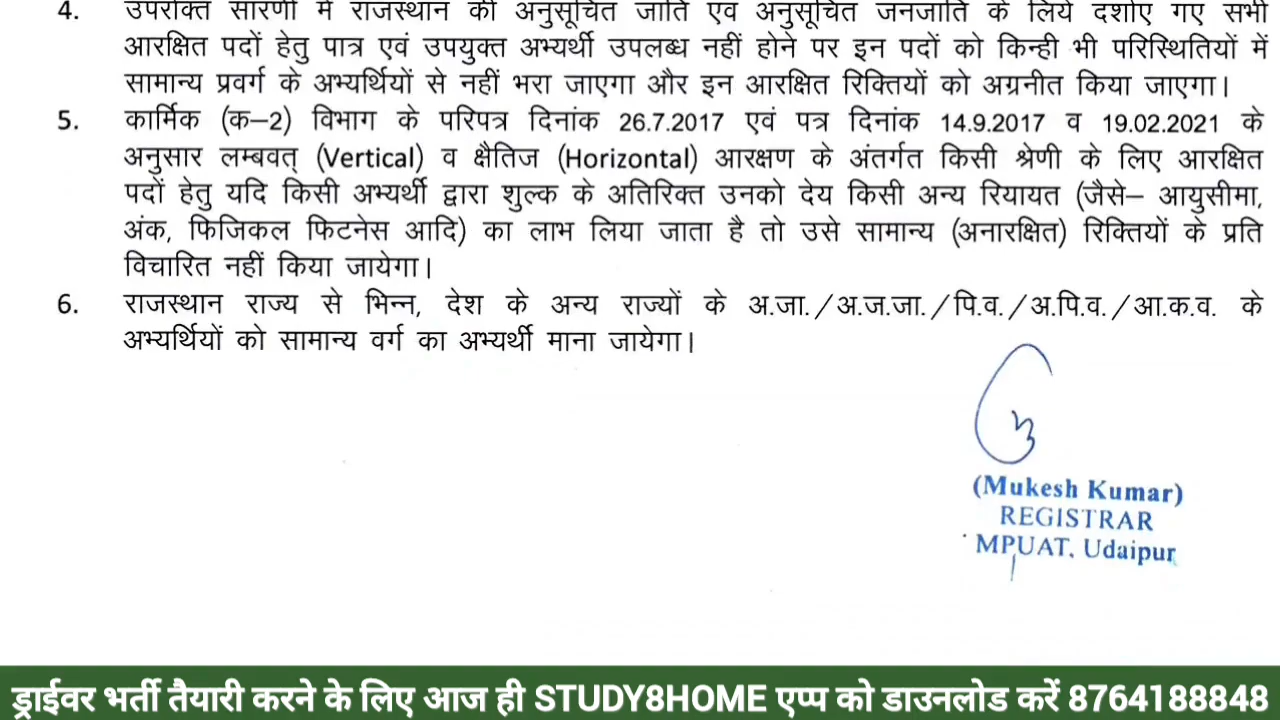 4. उपरोक्त सारणी में राजस्थान की अनुसूचित जाति एवं अनुसूचित जनजाति के लिये दर्शाए गए सभी
आरक्षित पदों हेतु पात्र एवं उपयुक्त अभ्यर्थी उपलब्ध नहीं होने पर इन पदों को किन्ही भी परिस्थितियों में
सामान्य प्रवर्ग के अभ्यर्थियों से नहीं भरा जाएगा और इन आरक्षित रिक्तियों को अग्रनीत किया जाएगा।
5. कार्मिक (क–2) विभाग के परिपत्र दिनांक 26.7.2017 एवं पत्र दिनांक 14.9.2017 व 19.02.2021 के
अनुसार लम्बवत् (Vertical) व क्षैतिज (Horizontal) आरक्षण के अंतर्गत किसी श्रेणी के लिए आरक्षित
पदों हेतु यदि किसी अभ्यर्थी द्वारा शुल्क के अतिरिक्त उनको देय किसी अन्य रियायत (जैसे– आयुसीमा,
अंक, फिजिकल फिटनेस आदि) का लाभ लिया जाता है तो उसे सामान्य (अनारक्षित) रिक्तियों के प्रति
विचारित नहीं किया जायेगा।
6. राजस्थान राज्य से भिन्न, देश के अन्य राज्यों के अ.जा./अ.ज.जा./पि.व./अ.पि.व./आ.क.व. के
अभ्यर्थियों को सामान्य वर्ग का अभ्यर्थी माना जायेगा।
(Mukesh Kumar)
REGISTRAR
MPUAT, Udaipur
ड्राईवर भर्ती तैयारी करने के लिए आज ही STUDY8HOME एप्प को डाउनलोड करें 8764188848